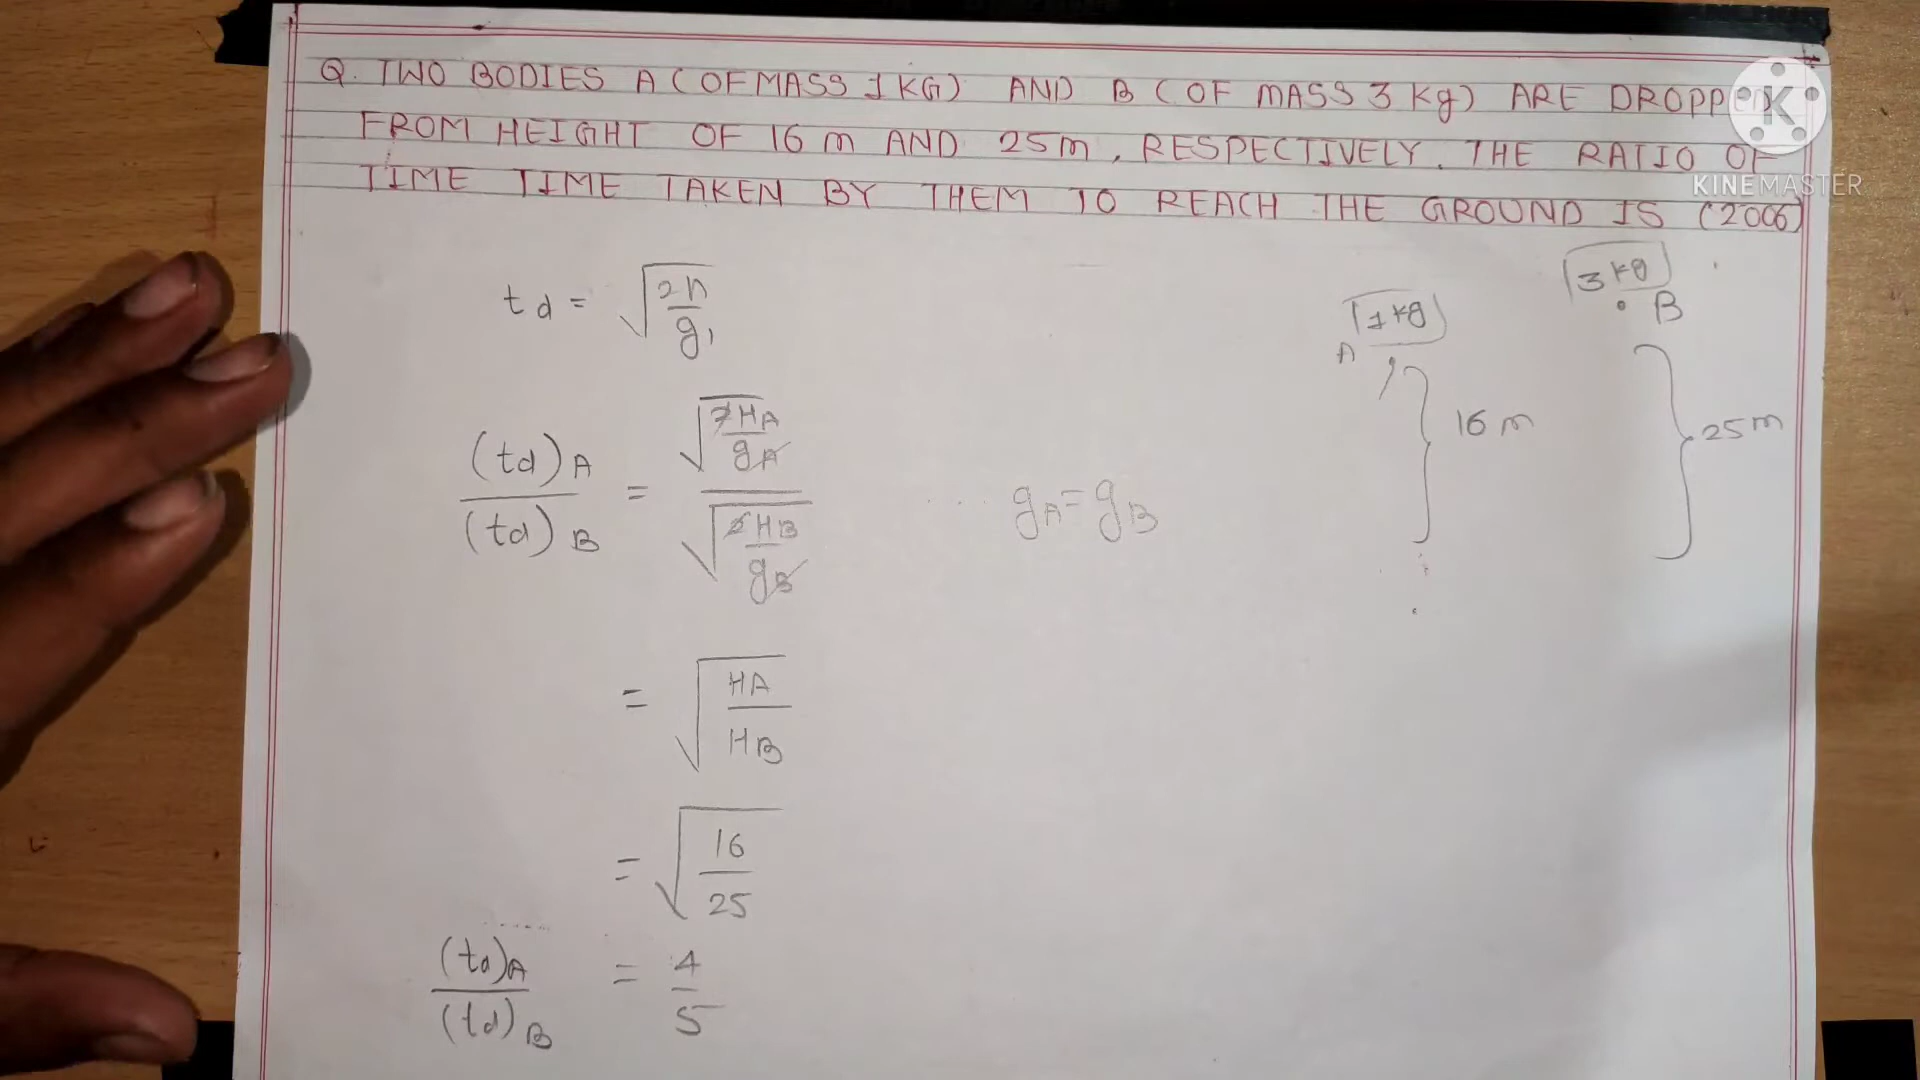 Q. TWO BODIES A (OF MASS 1 KG) AND B (OF MASS 3 Kg) ARE DROPPED
FROM HEIGHT OF 16 m AND 25m, RESPECTIVELY. THE RATIO OF
TIME TIME TAKEN BY THEM TO REACH THE GROUND IS (2006)
K
KINEMASTER
td = √(2h/g)
1 kg
A
16 m
3 kg
B
25 m
(td)A / (td)B = √(2HA/gA) / √(2HB/gB)
gA = gB
= √(HA/HB)
= √(16/25)
(td)A / (td)B = 4/5